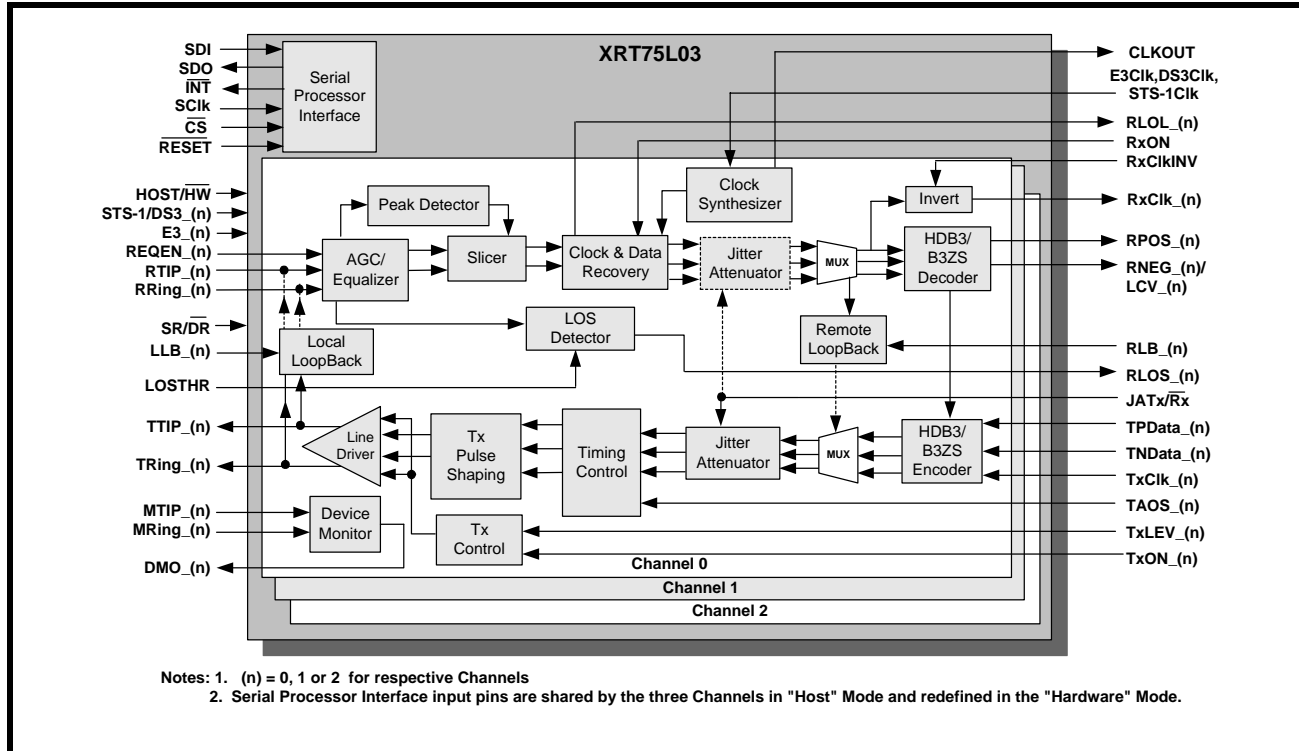 XRT75L03
SDI
SDO
INT
SClk
CS
RESET
Serial
Processor
Interface
HOST/HW
STS-1/DS3_(n)
E3_(n)
REQEN_(n)
RTIP_(n)
RRing_(n)
SR/DR
LLB_(n)
LOSTHR
TTIP_(n)
TRing_(n)
MTIP_(n)
MRing_(n)
DMO_(n)
Peak Detector
AGC/
Equalizer
Slicer
Clock & Data
Recovery
Clock
Synthesizer
Jitter
Attenuator
MUX
Invert
HDB3/
B3ZS
Decoder
LOS
Detector
Remote
LoopBack
Local
LoopBack
Line
Driver
Tx
Pulse
Shaping
Timing
Control
Jitter
Attenuator
MUX
HDB3/
B3ZS
Encoder
Device
Monitor
Tx
Control
Channel 0
Channel 1
Channel 2
CLKOUT
E3Clk,DS3Clk,
STS-1Clk
RLOL_(n)
RxON
RxClkINV
RxClk_(n)
RPOS_(n)
RNEG_(n)/
LCV_(n)
RLB_(n)
RLOS_(n)
JATx/Rx
TPData_(n)
TNData_(n)
TxClk_(n)
TAOS_(n)
TxLEV_(n)
TxON_(n)
Notes: 1. (n) = 0, 1 or 2 for respective Channels
2. Serial Processor Interface input pins are shared by the three Channels in "Host" Mode and redefined in the "Hardware" Mode.